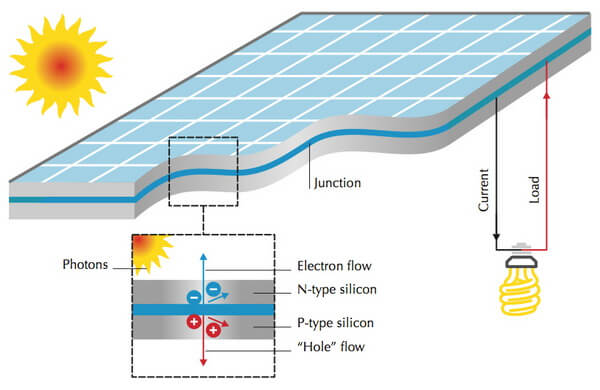 Junction
Current
Load
Photons
Electron flow
N-type silicon
P-type silicon
“Hole” flow